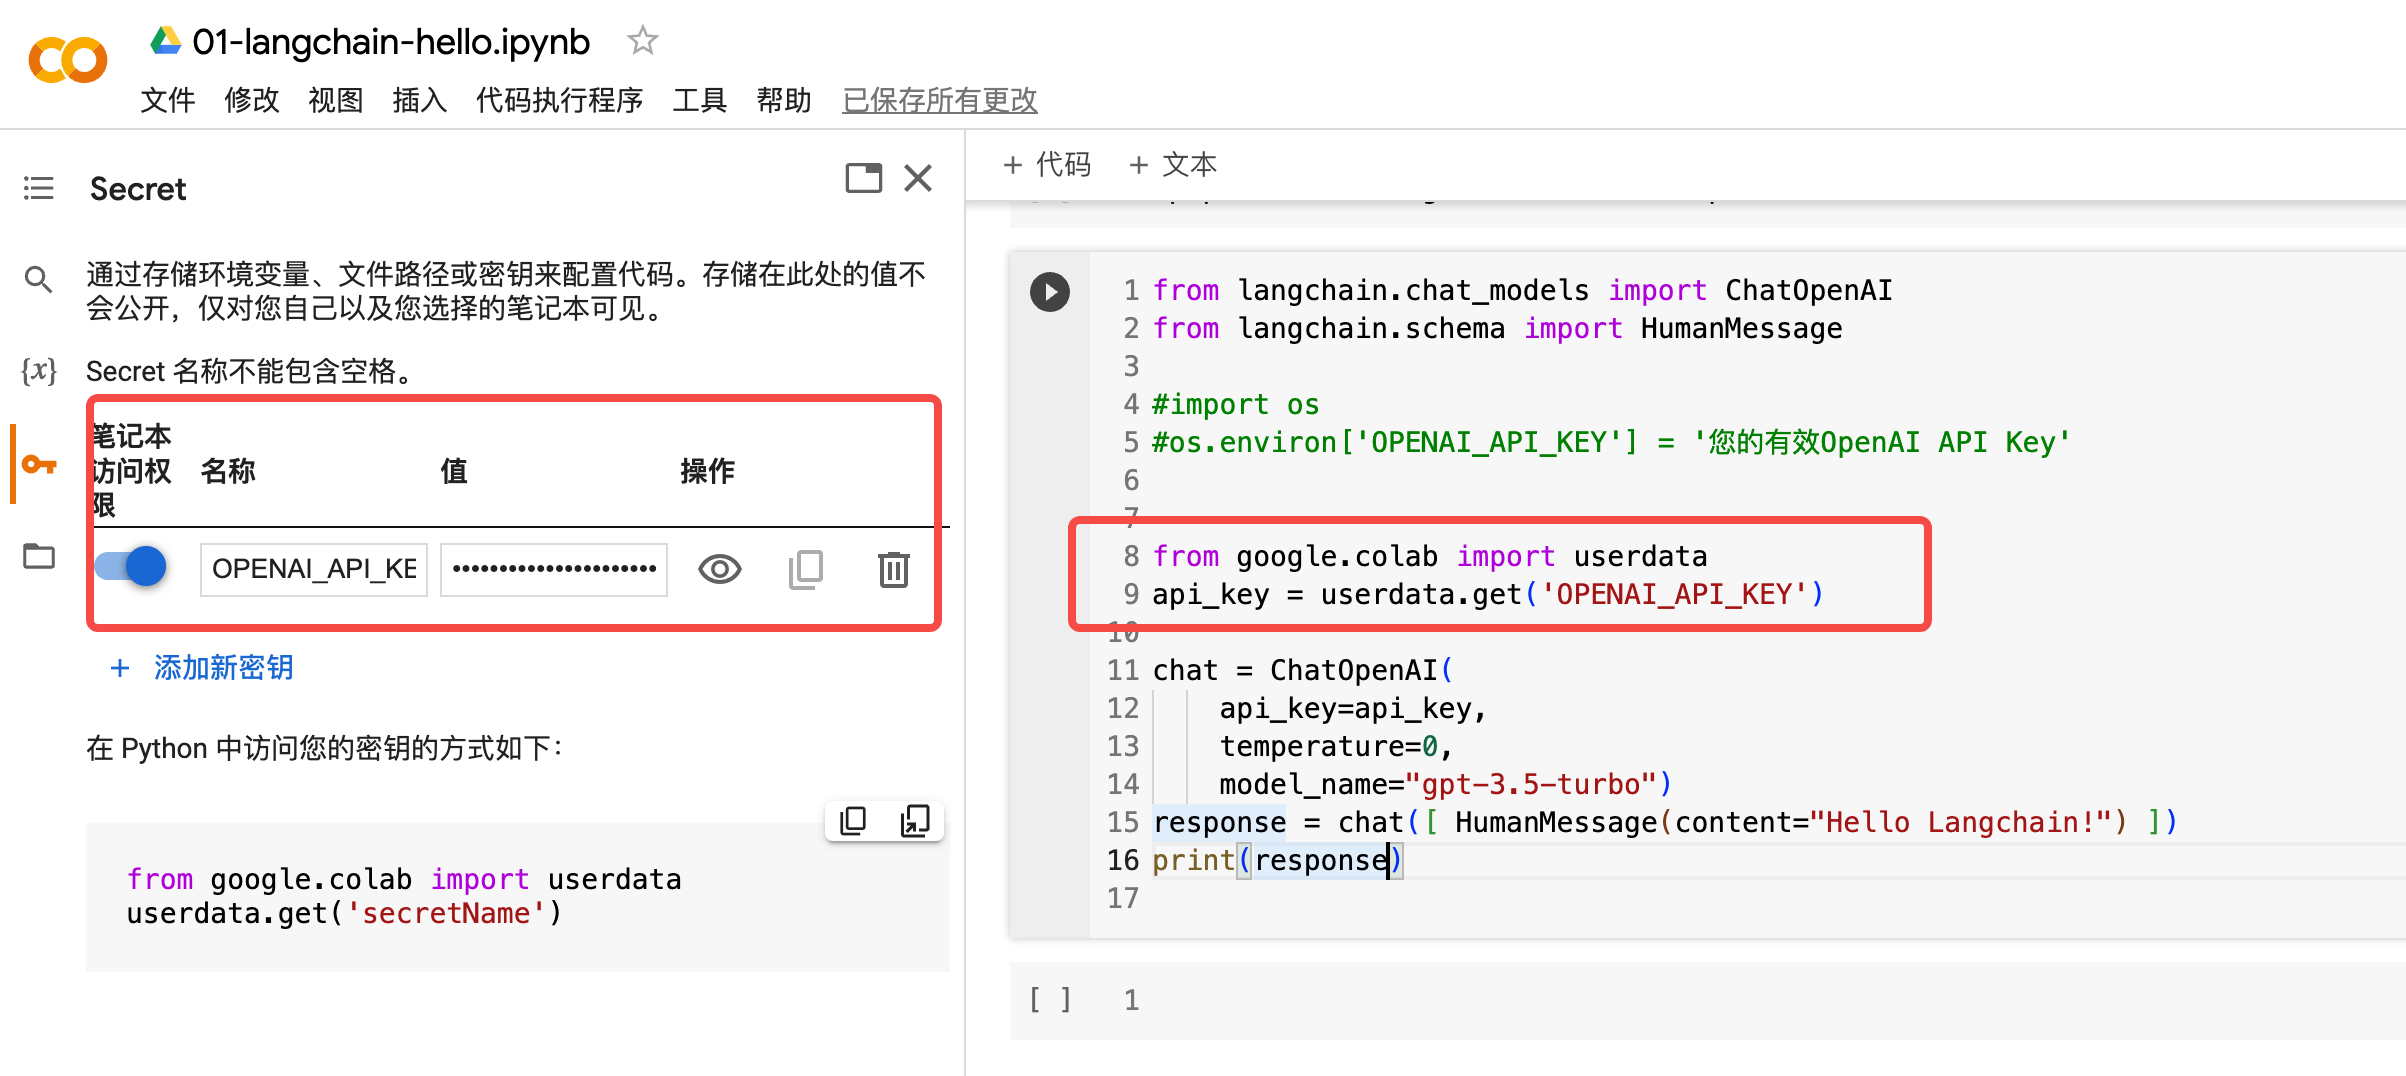 01-langchain-hello.ipynb
文件 修改 视图 插入 代码执行程序 工具 帮助 已保存所有更改
Secret
通过存储环境变量、文件路径或密钥来配置代码。存储在此处的值不
会公开，仅对您自己以及您选择的笔记本可见。
{x}
Secret 名称不能包含空格。
笔记本
访问权
限
名称 值 操作
OPENAI_API_KE ••••••••••••••••••••••
+ 添加新密钥
在 Python 中访问您的密钥的方式如下：
from google.colab import userdata
userdata.get('secretName')
+ 代码 + 文本
1 from langchain.chat_models import ChatOpenAI
2 from langchain.schema import HumanMessage
3
4 #import os
5 #os.environ['OPENAI_API_KEY'] = '您的有效OpenAI API Key'
6
7
8 from google.colab import userdata
9 api_key = userdata.get('OPENAI_API_KEY')
10
11 chat = ChatOpenAI(
12 api_key=api_key,
13 temperature=0,
14 model_name="gpt-3.5-turbo")
15 response = chat([ HumanMessage(content="Hello Langchain!") ])
16 print(response)
17
[ ] 1